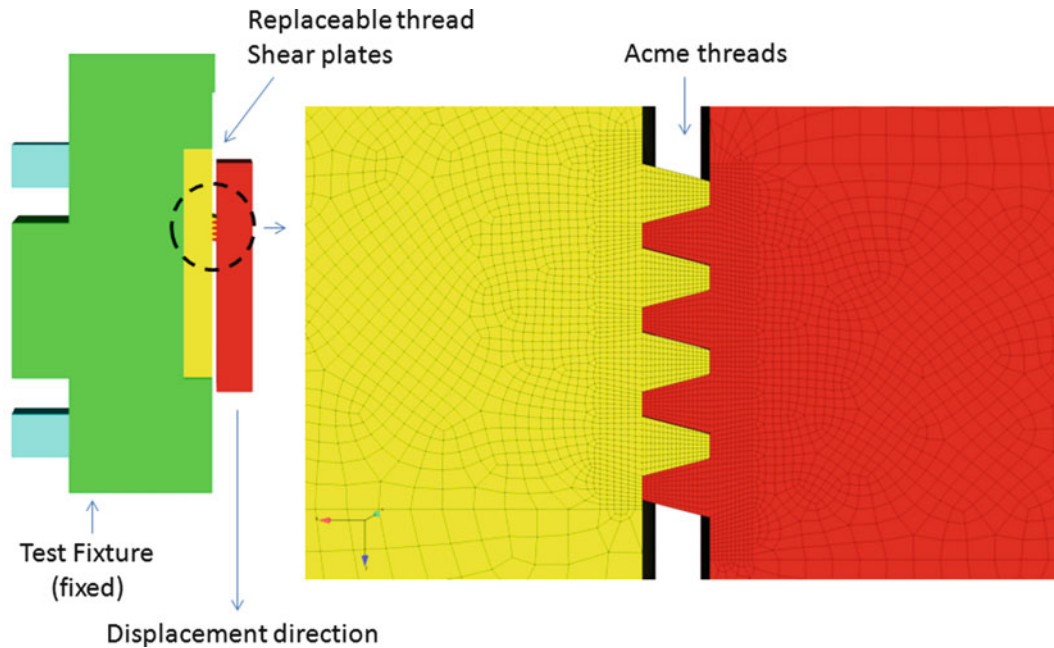 Replaceable thread
Shear plates
Acme threads
Test Fixture
(fixed)
Displacement direction